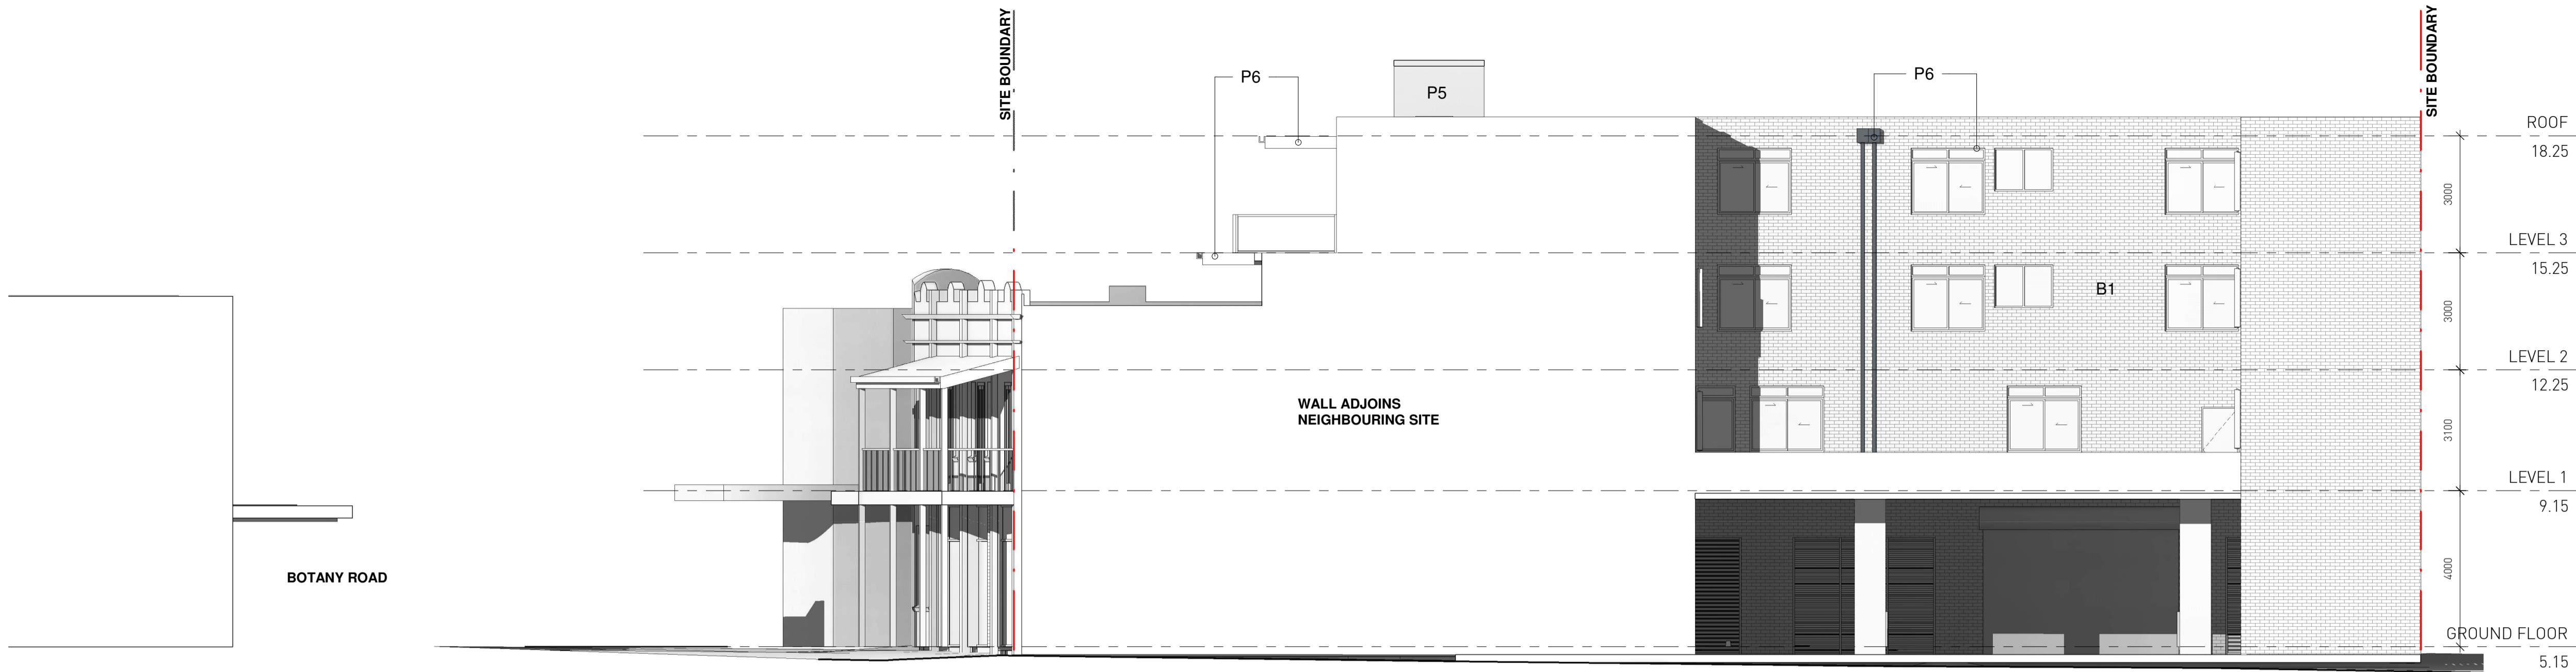 SITE BOUNDARY
SITE BOUNDARY
P6
P5
P6
ROOF
18.25
3000
LEVEL 3
15.25
B1
3000
LEVEL 2
12.25
WALL ADJOINS
NEIGHBOURING SITE
3100
LEVEL 1
9.15
BOTANY ROAD
4000
GROUND FLOOR
5.15